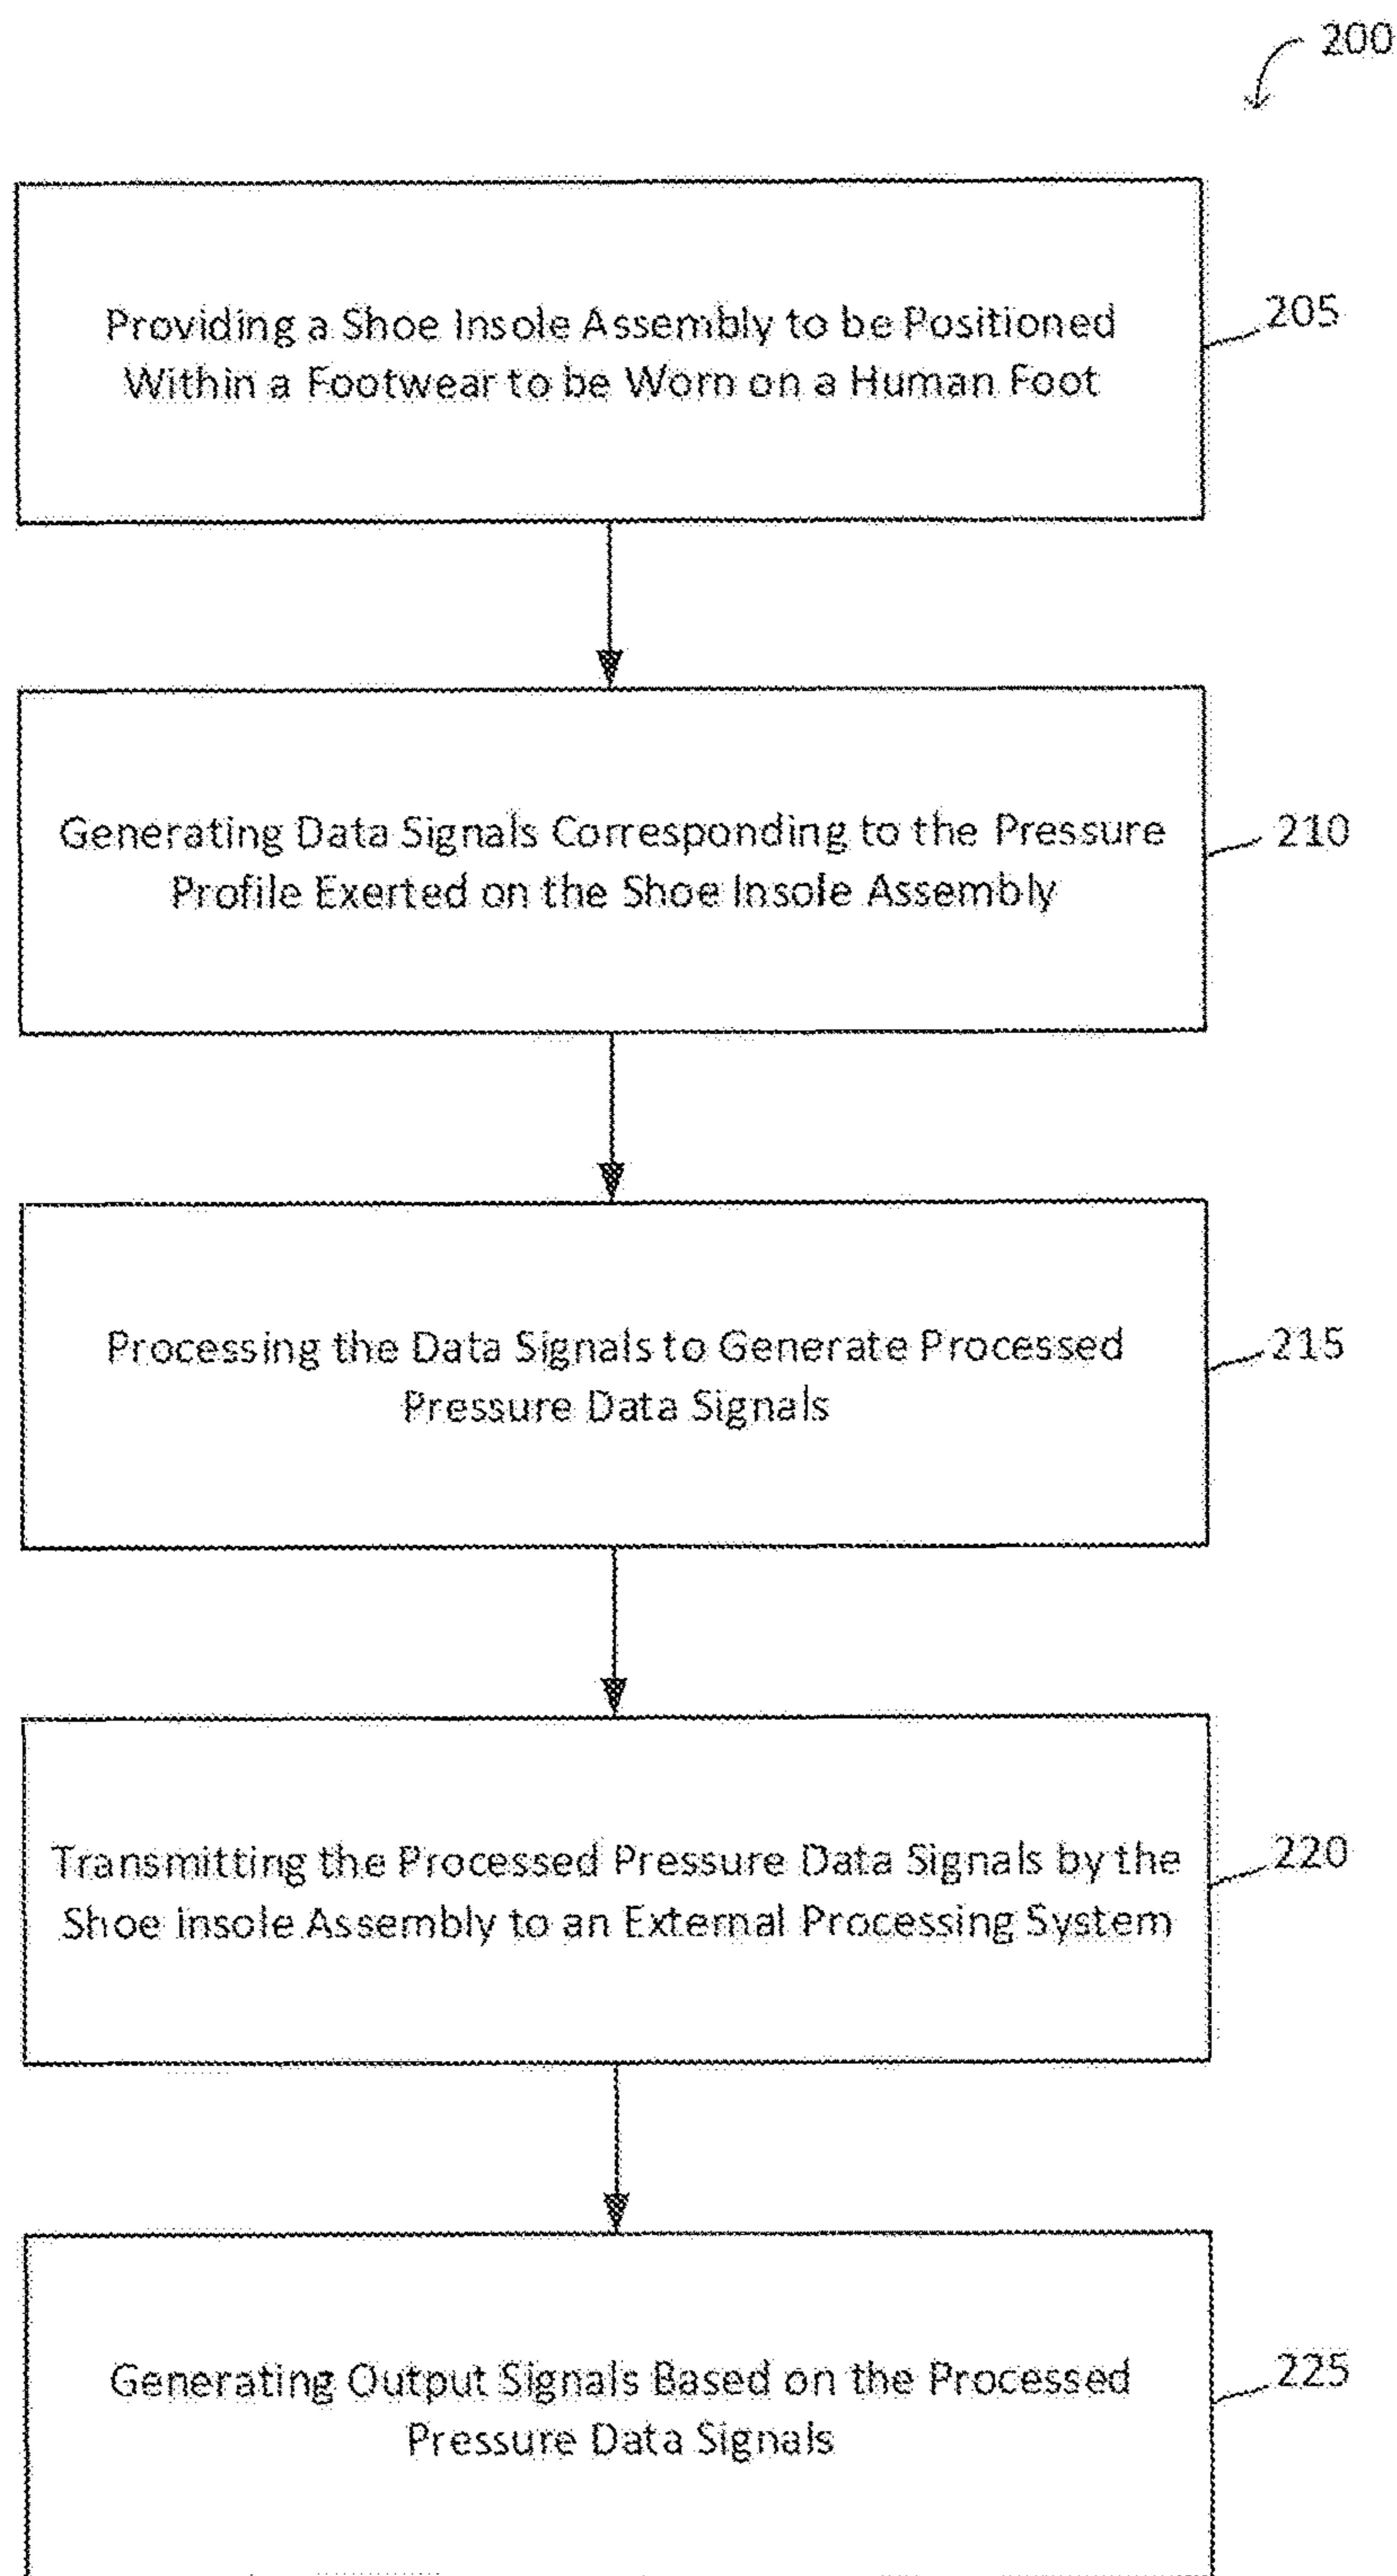 200
Providing a Shoe Insole Assembly to be Positioned
Within a Footwear to be Worn on a Human Foot
205
Generating Data Signals Corresponding to the Pressure
Profile Exerted on the Shoe Insole Assembly
210
Processing the Data Signals to Generate Processed
Pressure Data Signals
215
Transmitting the Processed Pressure Data Signals by the
Shoe Insole Assembly to an External Processing System
220
Generating Output Signals Based on the Processed
Pressure Data Signals
225